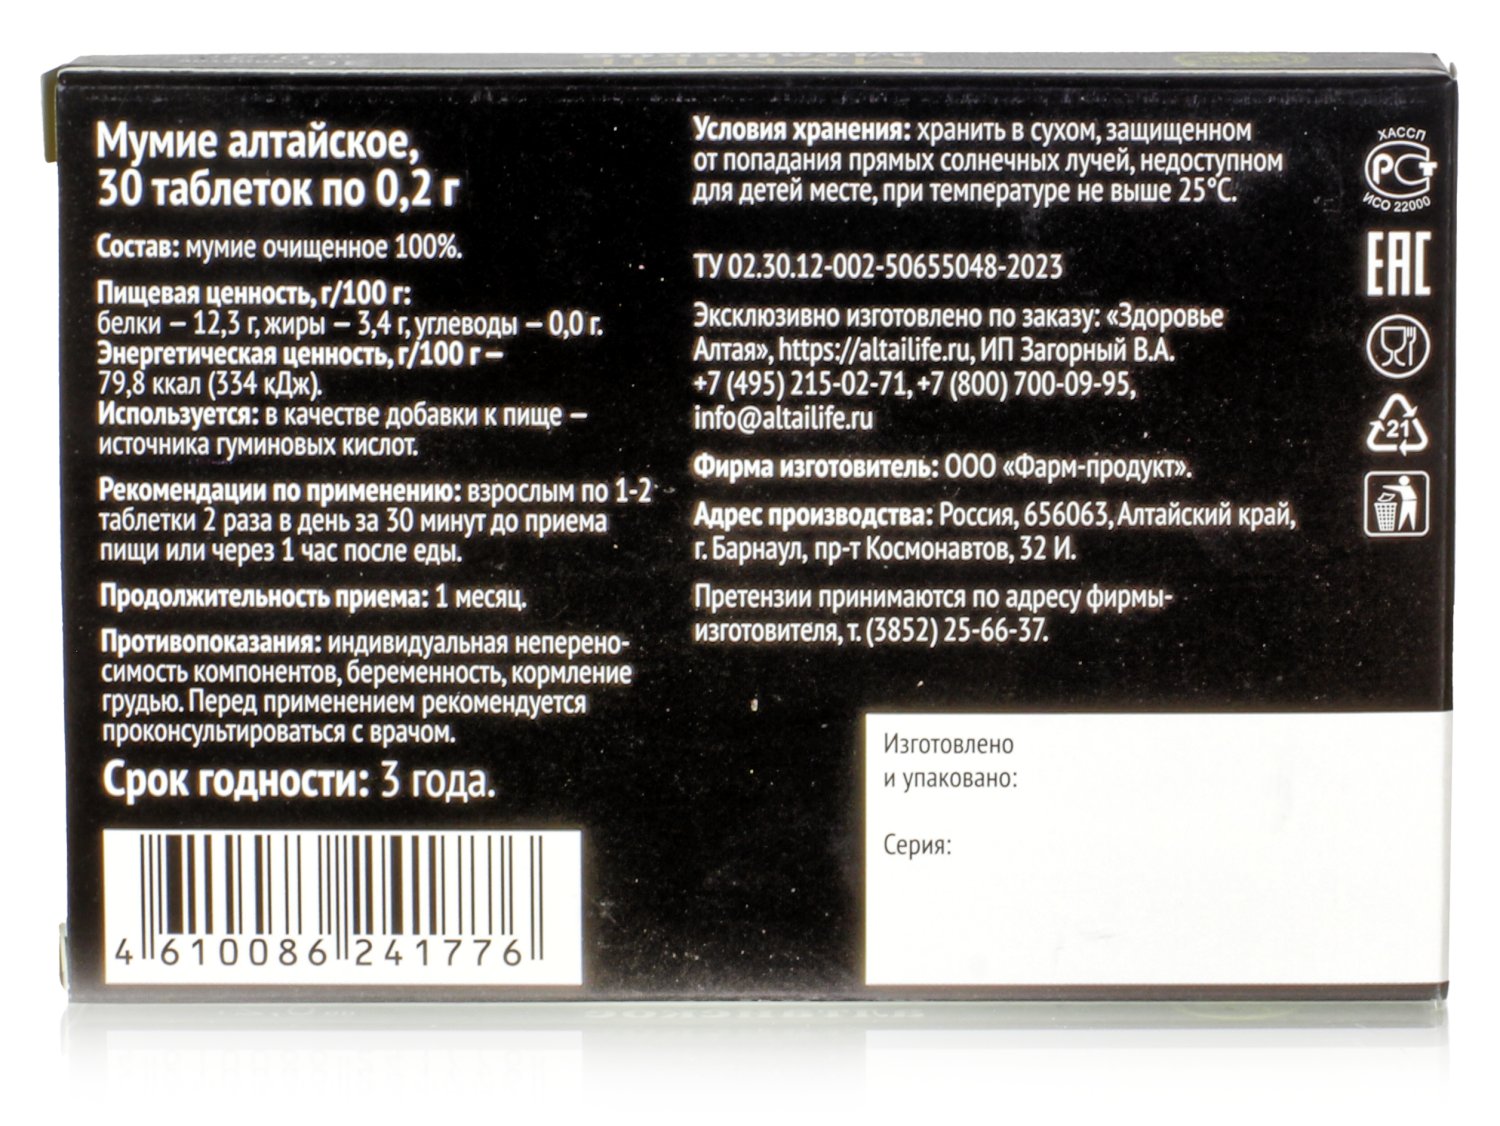 Мумие алтайское,
30 таблеток по 0,2 г
Состав: мумие очищенное 100%.
Пищевая ценность, г/100 г:
белки – 12,3 г, жиры – 3,4 г, углеводы – 0,0 г.
Энергетическая ценность, г/100 г –
79,8 ккал (334 кДж).
Используется: в качестве добавки к пище –
источника гуминовых кислот.
Рекомендации по применению: взрослым по 1-2
таблетки 2 раза в день за 30 минут до приема
пищи или через 1 час после еды.
Продолжительность приема: 1 месяц.
Противопоказания: индивидуальная неперено-
симость компонентов, беременность, кормление
грудью. Перед применением рекомендуется
проконсультироваться с врачом.
Срок годности: 3 года.
4 610086 241776
Условия хранения: хранить в сухом, защищенном
от попадания прямых солнечных лучей, недоступном
для детей месте, при температуре не выше 25°С.
ТУ 02.30.12-002-50655048-2023
Эксклюзивно изготовлено по заказу: «Здоровье
Алтая», https://altailife.ru, ИП Загорный В.А.
+7 (495) 215-02-71, +7 (800) 700-09-95,
info@altailife.ru
Фирма изготовитель: ООО «Фарм-продукт».
Адрес производства: Россия, 656063, Алтайский край,
г. Барнаул, пр-т Космонавтов, 32 И.
Претензии принимаются по адресу фирмы-
изготовителя, т. (3852) 25-66-37.
Изготовлено
и упаковано:
Серия:
ХАССП
РСТ
ИСО 22000
ЕАС
21